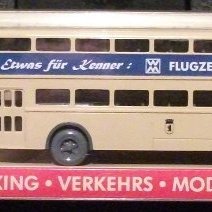 Etwas für Kenner: FLUGZE
KING • VERKEHRS • MOD